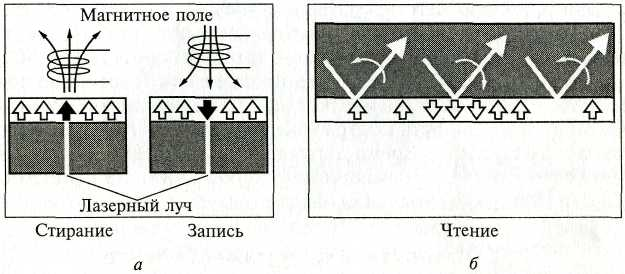 Магнитное поле
Лазерный луч
Стирание Запись
Чтение
а
б